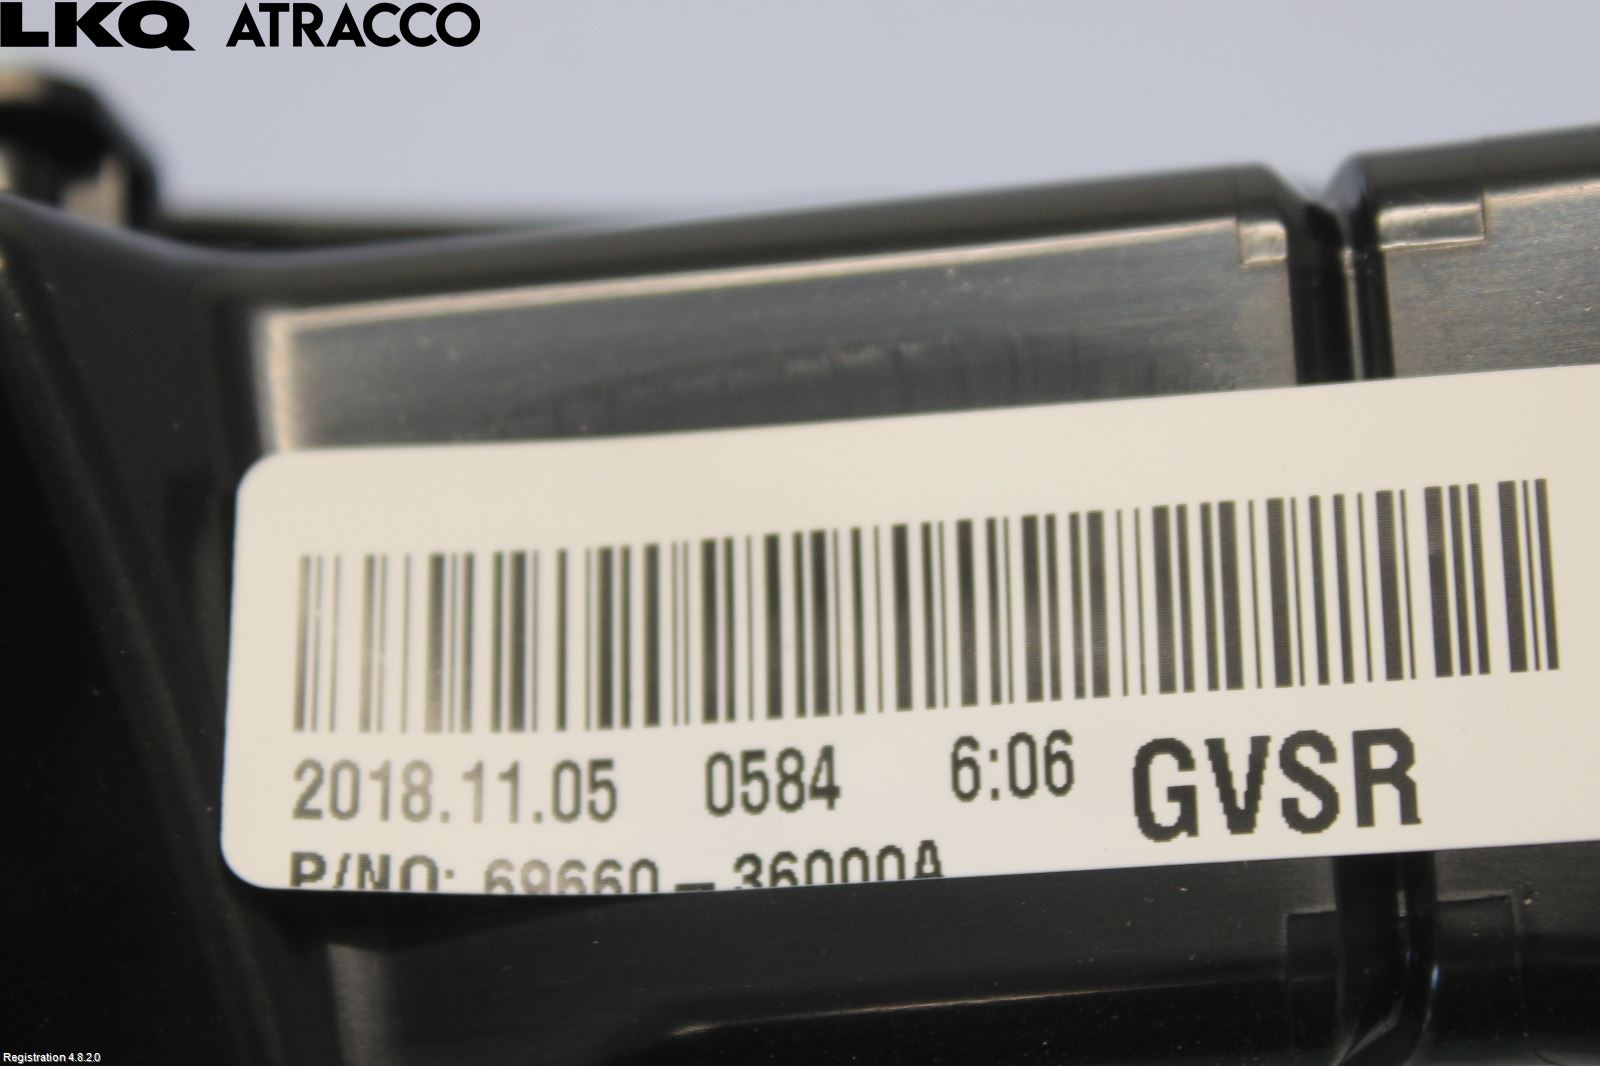 LKQ ATRACCO
2018.11.05 0584 6:06 GVSR
P/NO: 69660-36000A
Registration 4.8.2.0